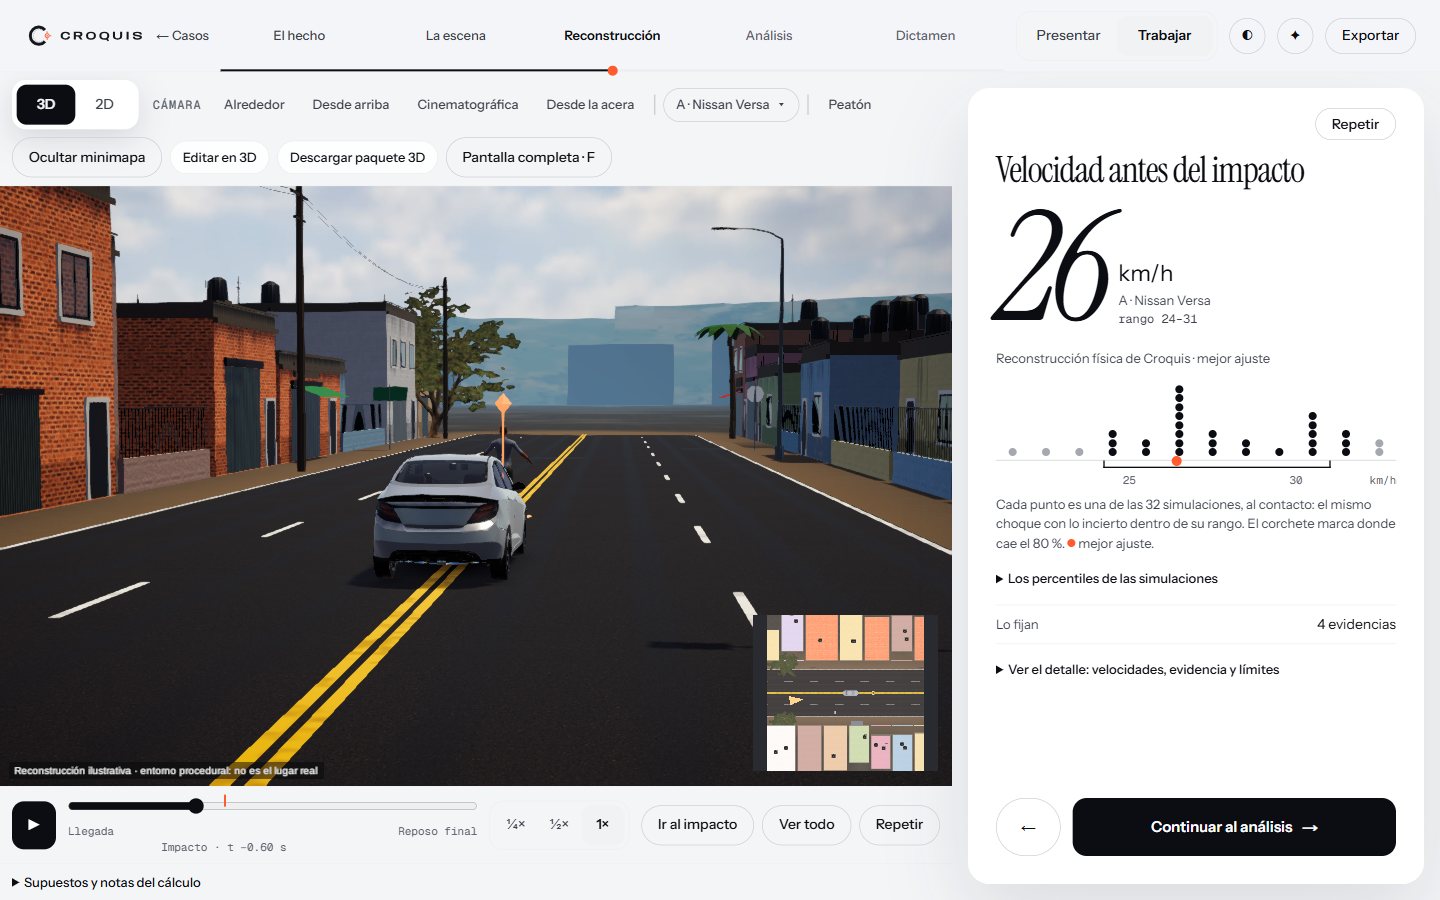 CROQUIS
← Casos
El hecho
La escena
Reconstrucción
Análisis
Dictamen
Presentar
Trabajar
Exportar
3D
2D
CÁMARA
Alrededor
Desde arriba
Cinematográfica
Desde la acera
A · Nissan Versa
Peatón
Ocultar minimapa
Editar en 3D
Descargar paquete 3D
Pantalla completa · F
Reconstrucción ilustrativa · entorno procedural: no es el lugar real
Llegada
Reposo final
Impacto · t −0.60 s
¼×
½×
1×
Ir al impacto
Ver todo
Repetir
Supuestos y notas del cálculo
Repetir
Velocidad antes del impacto
26
km/h
A · Nissan Versa
rango 24–31
Reconstrucción física de Croquis · mejor ajuste
25
30
km/h
Cada punto es una de las 32 simulaciones, al contacto: el mismo
choque con lo incierto dentro de su rango. El corchete marca donde
cae el 80 %. mejor ajuste.
Los percentiles de las simulaciones
Lo fijan
4 evidencias
Ver el detalle: velocidades, evidencia y límites
←
Continuar al análisis →